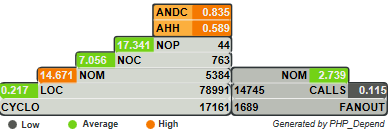 ANDC 0.835
AHH 0.589
17.341 NOP 44
7.056 NOC 763
14.671 NOM 5384 NOM 2.739
0.217 LOC 78991 14745 CALLS 0.115
CYCLO 17161 1689 FANOUT
Low Average High Generated by PHP_Depend